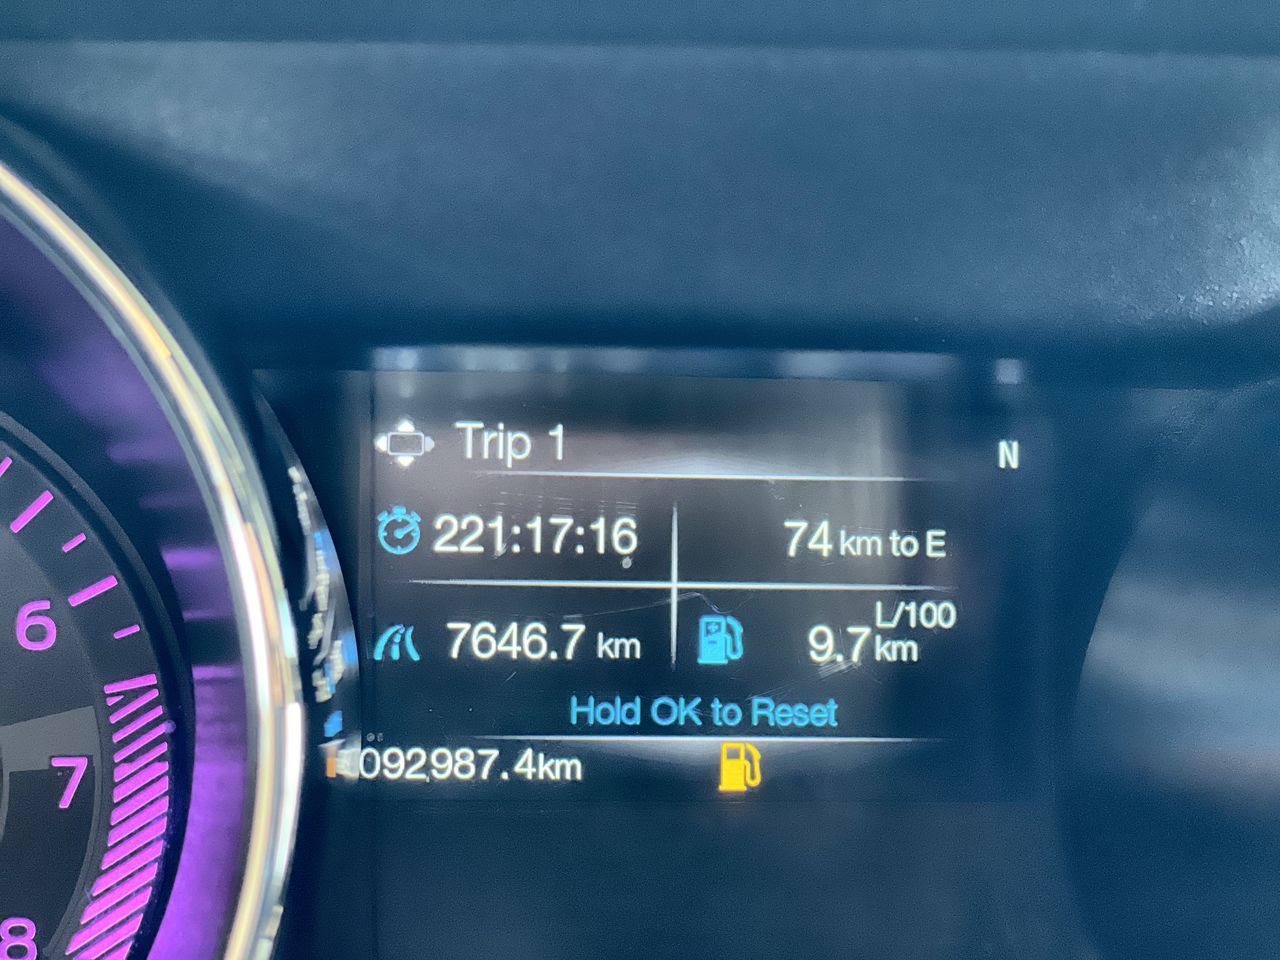 Trip 1
N
221:17:16
74 km to E
7646.7 km
9.7 L/100 km
Hold OK to Reset
092987.4km
6
7
8